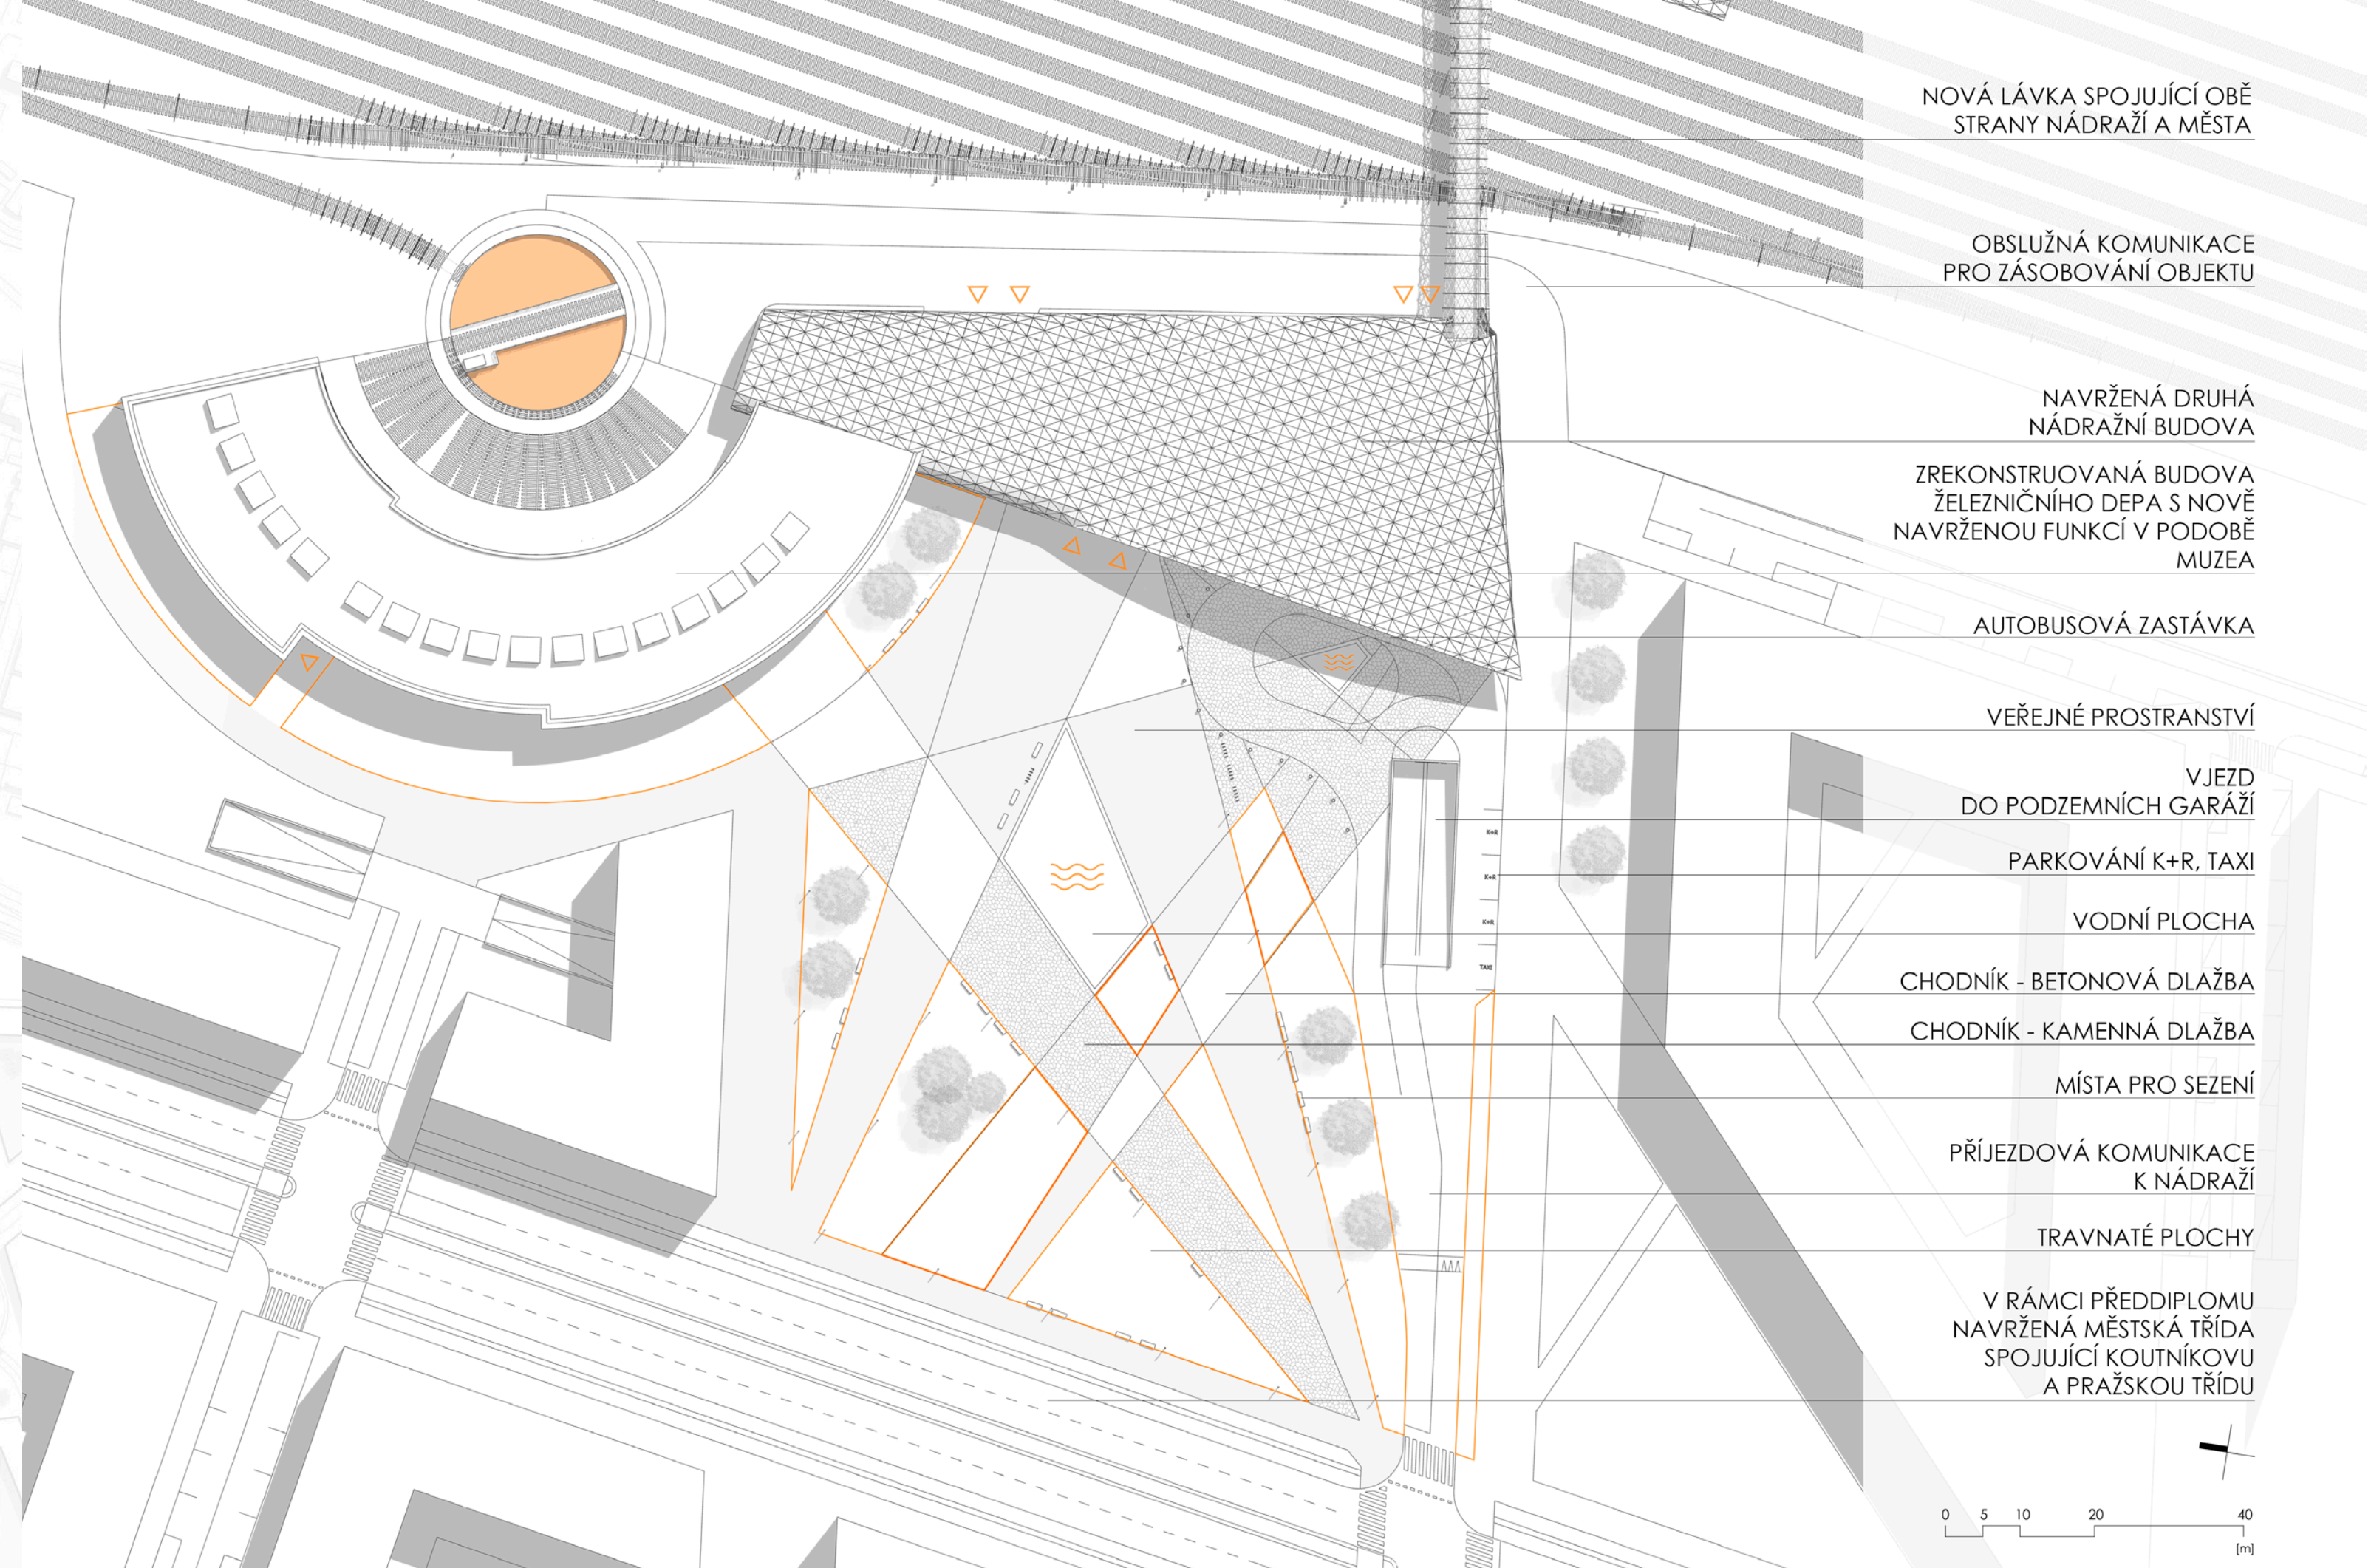 NOVÁ LÁVKA SPOJUJÍCÍ OBĚ
STRANY NÁDRAŽÍ A MĚSTA
OBSLUŽNÁ KOMUNIKACE
PRO ZÁSOBOVÁNÍ OBJEKTU
NAVRŽENÁ DRUHÁ
NÁDRAŽNÍ BUDOVA
ZREKONSTRUOVANÁ BUDOVA
ŽELEZNIČNÍHO DEPA S NOVĚ
NAVRŽENOU FUNKCÍ V PODOBĚ
MUZEA
AUTOBUSOVÁ ZASTÁVKA
VEŘEJNÉ PROSTRANSTVÍ
VJEZD
DO PODZEMNÍCH GARÁŽÍ
K+R
PARKOVÁNÍ K+R, TAXI
K+R
VODNÍ PLOCHA
K+R
TAXI
CHODNÍK - BETONOVÁ DLAŽBA
CHODNÍK - KAMENNÁ DLAŽBA
MÍSTA PRO SEZENÍ
PŘÍJEZDOVÁ KOMUNIKACE
K NÁDRAŽÍ
TRAVNATÉ PLOCHY
V RÁMCI PŘEDDIPLOMU
NAVRŽENÁ MĚSTSKÁ TŘÍDA
SPOJUJÍCÍ KOUTNÍKOVU
A PRAŽSKOU TŘÍDU
0 5 10 20 40
[m]